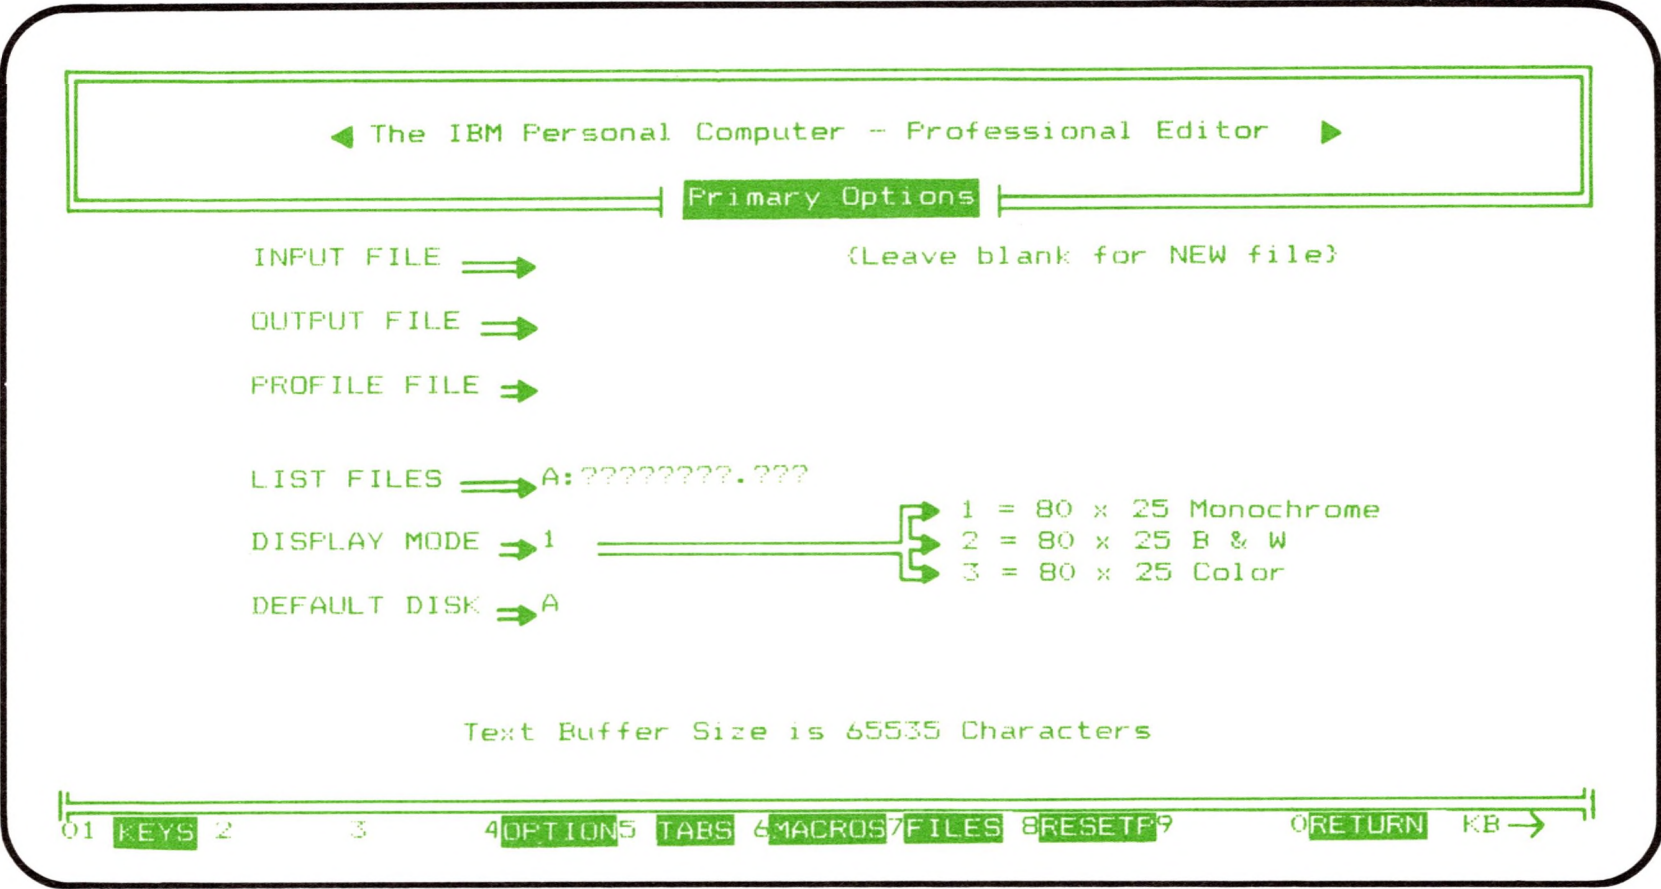 ◄ The IBM Personal Computer - Professional Editor ►
Primary Options
INPUT FILE ⇒ {Leave blank for NEW file}
OUTPUT FILE ⇒
PROFILE FILE ⇒
LIST FILES ⇒ A:????????.???
1 = 80 x 25 Monochrome
DISPLAY MODE ⇒ 1 2 = 80 x 25 B & W
3 = 80 x 25 Color
DEFAULT DISK ⇒ A
Text Buffer Size is 65535 Characters
01 KEYS 2 3 4OPTION5 TABS 6MACROS7FILES 8RESETP9 0RETURN KB→